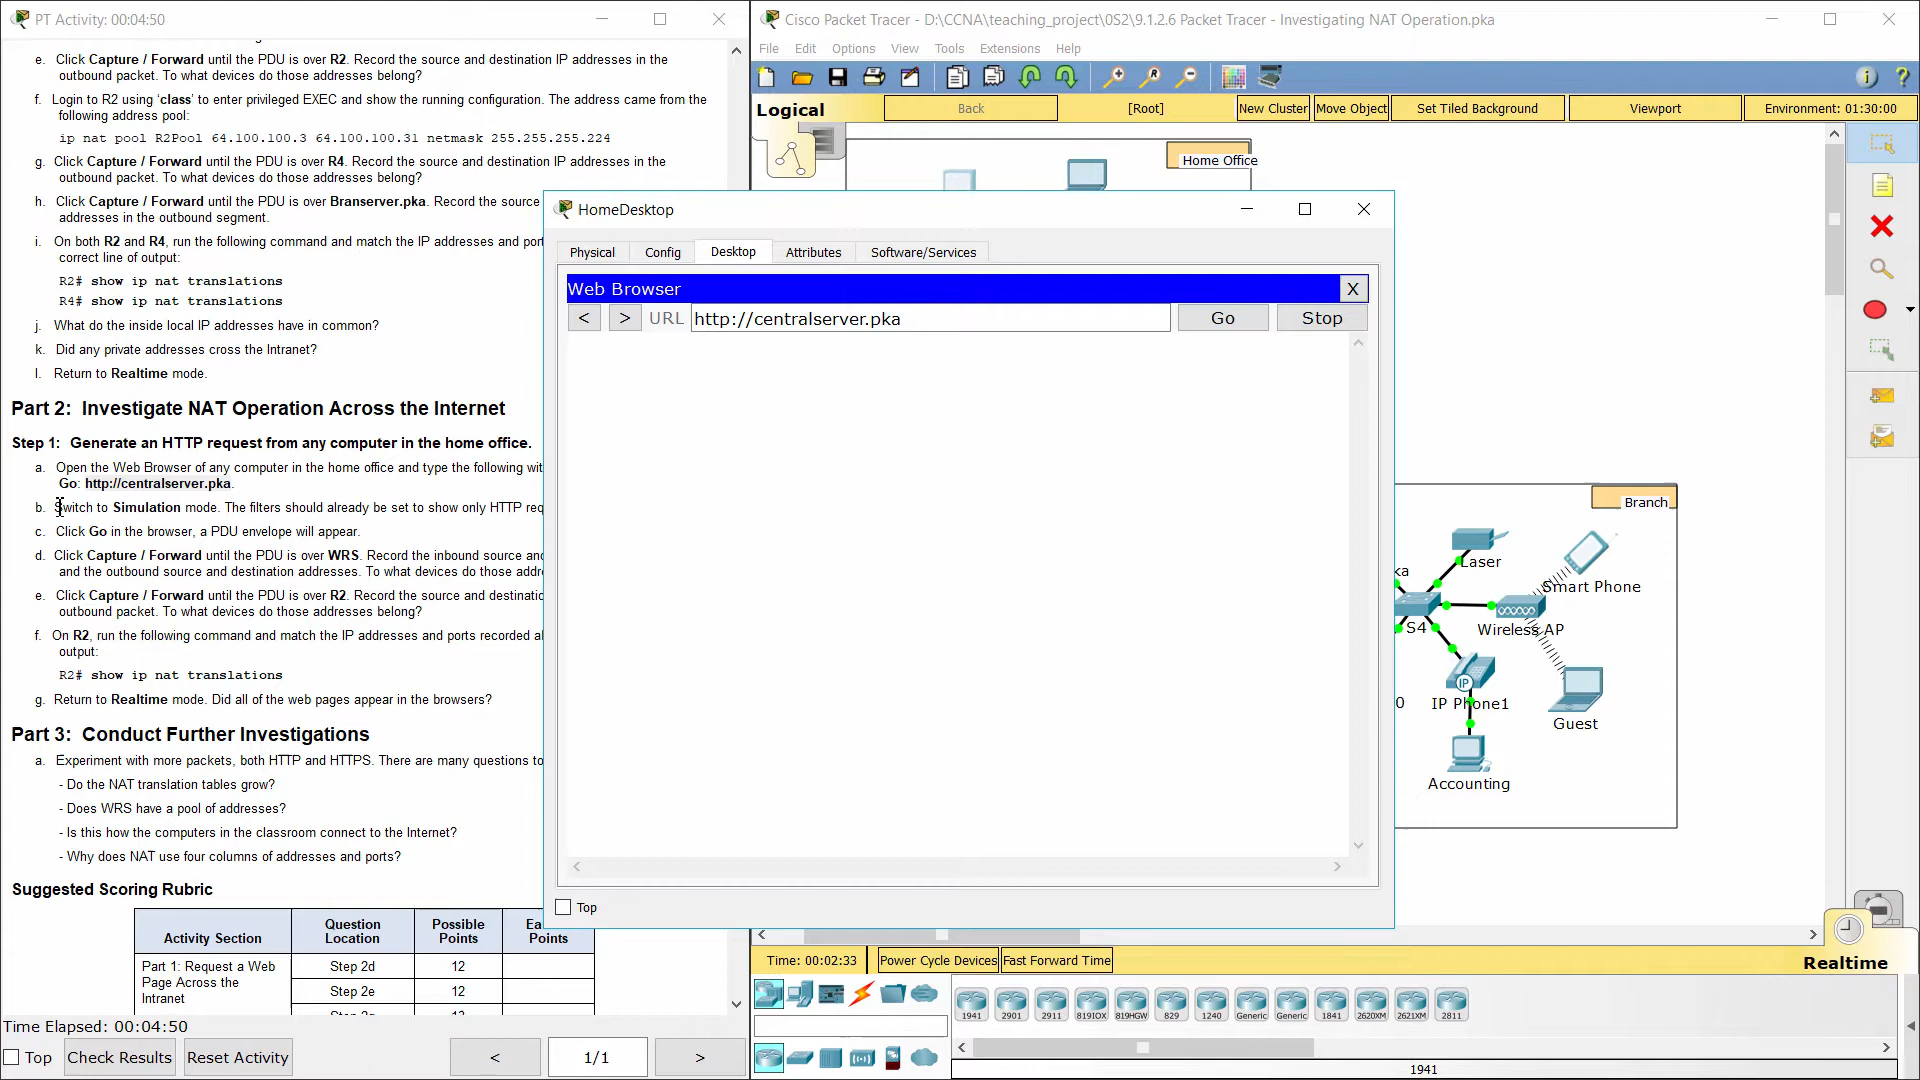 PT Activity: 00:04:50
e. Click Capture / Forward until the PDU is over R2. Record the source and destination IP addresses in the
outbound packet. To what devices do those addresses belong?
f. Login to R2 using ‘class’ to enter privileged EXEC and show the running configuration. The address came from the
following address pool:
ip nat pool R2Pool 64.100.100.3 64.100.100.31 netmask 255.255.255.224
g. Click Capture / Forward until the PDU is over R4. Record the source and destination IP addresses in the
outbound packet. To what devices do those addresses belong?
h. Click Capture / Forward until the PDU is over Branserver.pka. Record the source
addresses in the outbound segment.
i. On both R2 and R4, run the following command and match the IP addresses and por
correct line of output:
R2# show ip nat translations
R4# show ip nat translations
j. What do the inside local IP addresses have in common?
k. Did any private addresses cross the Intranet?
l. Return to Realtime mode.
Part 2: Investigate NAT Operation Across the Internet
Step 1: Generate an HTTP request from any computer in the home office.
a. Open the Web Browser of any computer in the home office and type the following wit
Go: http://centralserver.pka.
b. Switch to Simulation mode. The filters should already be set to show only HTTP req
c. Click Go in the browser, a PDU envelope will appear.
d. Click Capture / Forward until the PDU is over WRS. Record the inbound source and
and the outbound source and destination addresses. To what devices do those addr
e. Click Capture / Forward until the PDU is over R2. Record the source and destinatic
outbound packet. To what devices do those addresses belong?
f. On R2, run the following command and match the IP addresses and ports recorded al
output:
R2# show ip nat translations
g. Return to Realtime mode. Did all of the web pages appear in the browsers?
Part 3: Conduct Further Investigations
a. Experiment with more packets, both HTTP and HTTPS. There are many questions to
- Do the NAT translation tables grow?
- Does WRS have a pool of addresses?
- Is this how the computers in the classroom connect to the Internet?
- Why does NAT use four columns of addresses and ports?
Suggested Scoring Rubric
Activity Section Question Location Possible Points Ea Points
Part 1: Request a Web Page Across the Intranet
Step 2d 12
Step 2e 12
Time Elapsed: 00:04:50
Top Check Results Reset Activity < 1/1 >
Cisco Packet Tracer - D:\CCNA\teaching_project\0S2\9.1.2.6 Packet Tracer - Investigating NAT Operation.pka
File Edit Options View Tools Extensions Help
Logical Back [Root] New Cluster Move Object Set Tiled Background Viewport Environment: 01:30:00
Home Office
HomeDesktop
Physical Config Desktop Attributes Software/Services
Web Browser X
< > URL http://centralserver.pka Go Stop
Top
Branch
Laser
ka
Smart Phone
S4
Wireless AP
IP
0
IP Phone1
Guest
Accounting
Time: 00:02:33 Power Cycle Devices Fast Forward Time
Realtime
1941 2901 2911 819IOX 819HGW 829 1240 Generic Generic 1841 2620XM 2621XM 2811
1941